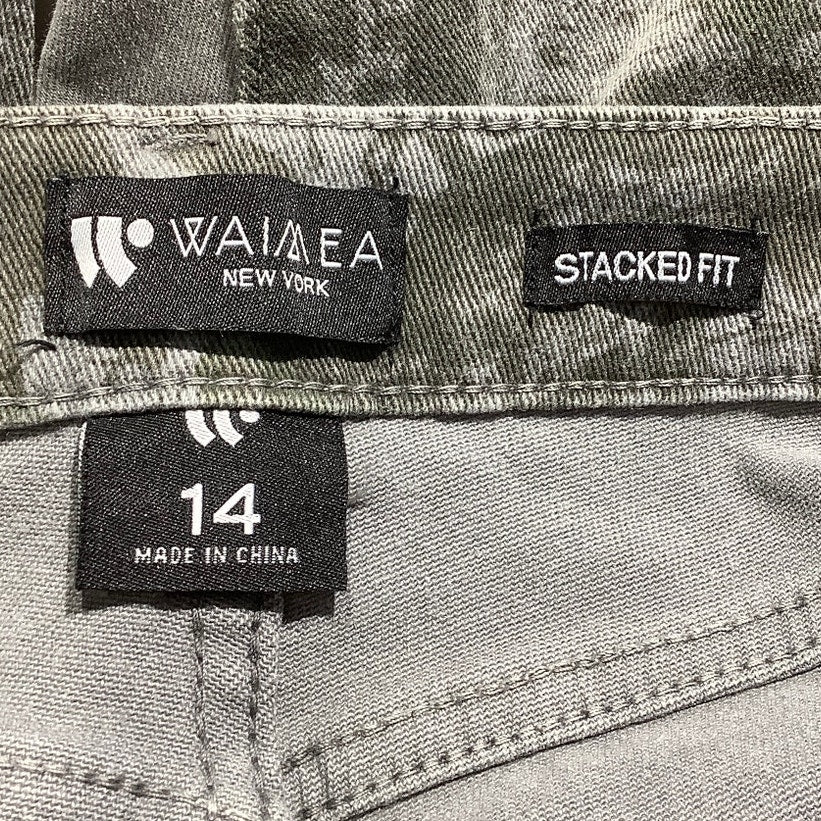 WAIMEA
NEW YORK
STACKED FIT
14
MADE IN CHINA